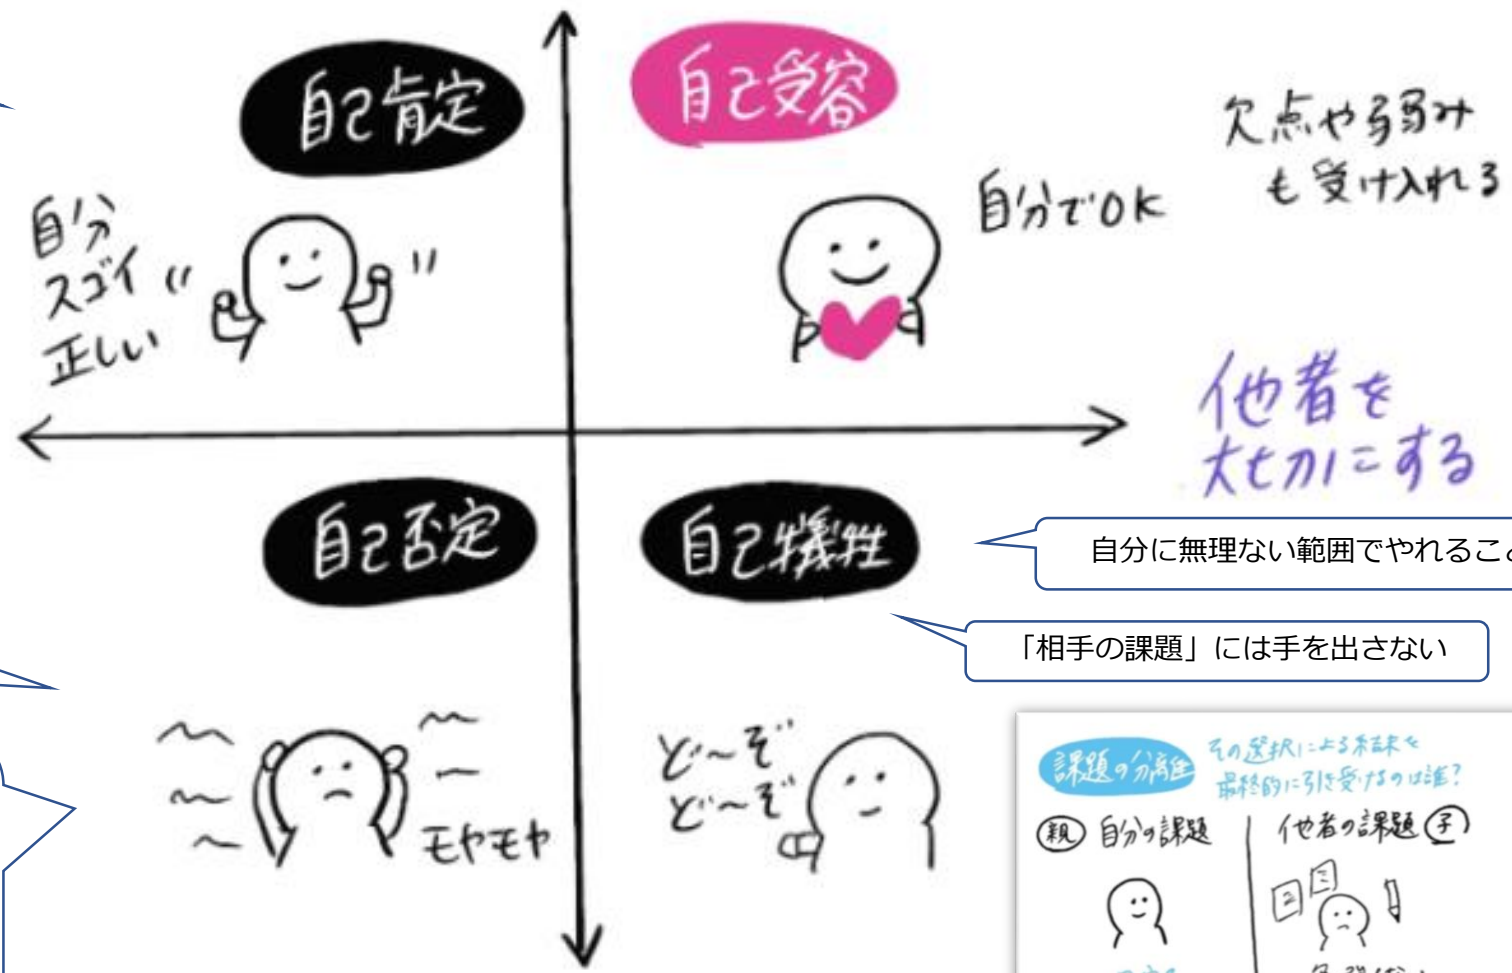 自己肯定
自己受容
欠点や弱み
も受け入れる
自分でOK
自分
スゴイ
正しい
他者を
大切にする
自己否定
自己犠牲
自分に無理ない範囲でやれること
「相手の課題」には手を出さない
ど〜ぞ
ど〜ぞ
モヤモヤ
課題の分離
その選択による結末を
最終的に引き受けるのは誰?
親 自分の課題
他者の課題 子